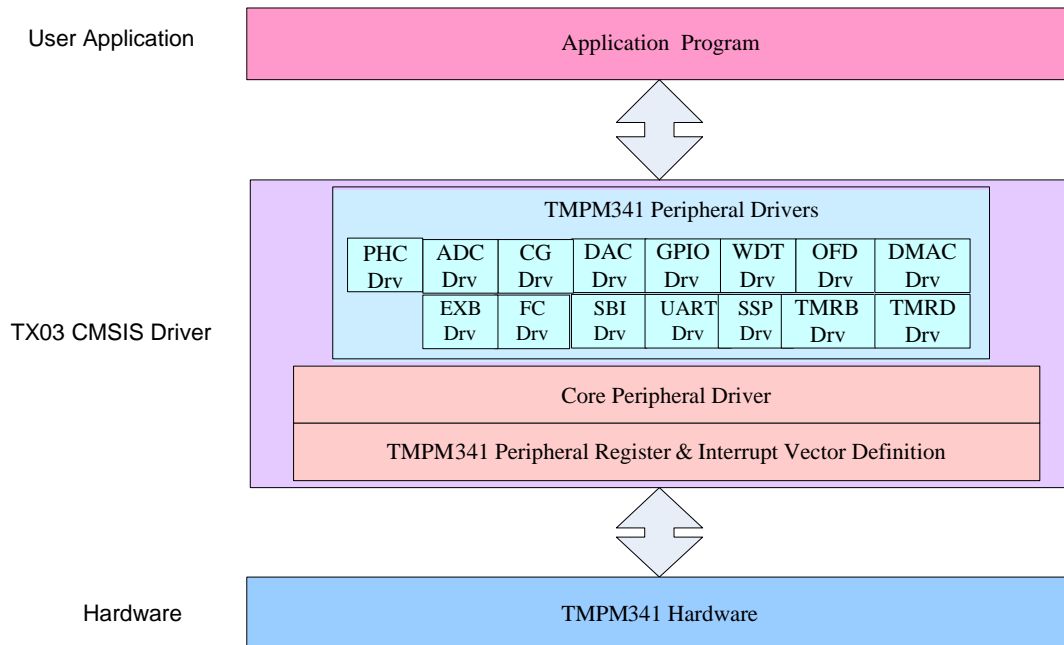 User Application
Application Program
TX03 CMSIS Driver
TMPM341 Peripheral Drivers
PHC Drv
ADC Drv
CG Drv
DAC Drv
GPIO Drv
WDT Drv
OFD Drv
DMAC Drv
EXB Drv
FC Drv
SBI Drv
UART Drv
SSP Drv
TMRB Drv
TMRD Drv
Core Peripheral Driver
TMPM341 Peripheral Register & Interrupt Vector Definition
Hardware
TMPM341 Hardware